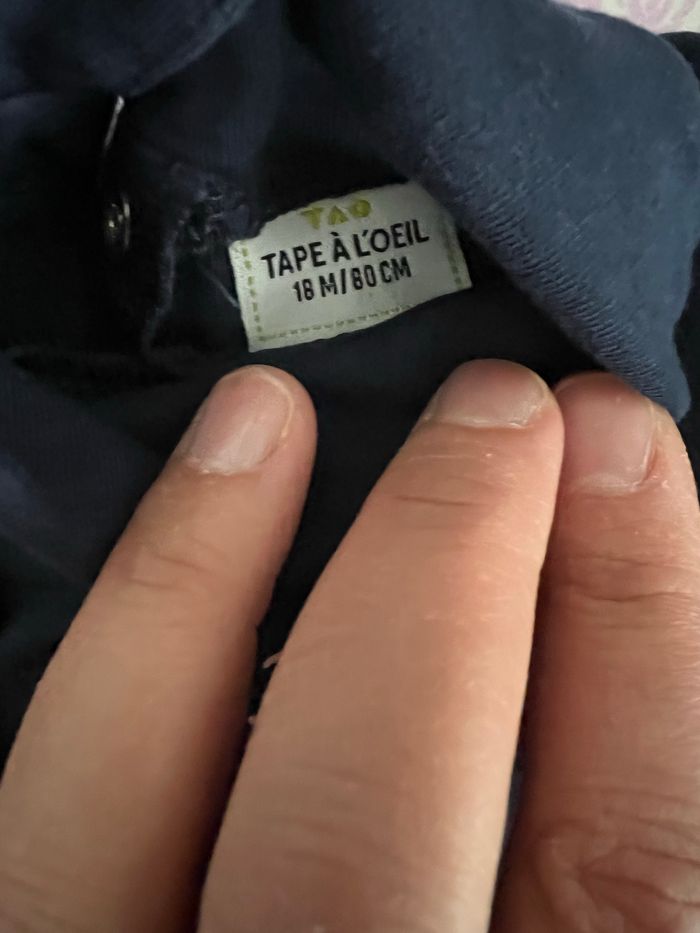 TAO
TAPE À L'OEIL
18 M/80 CM